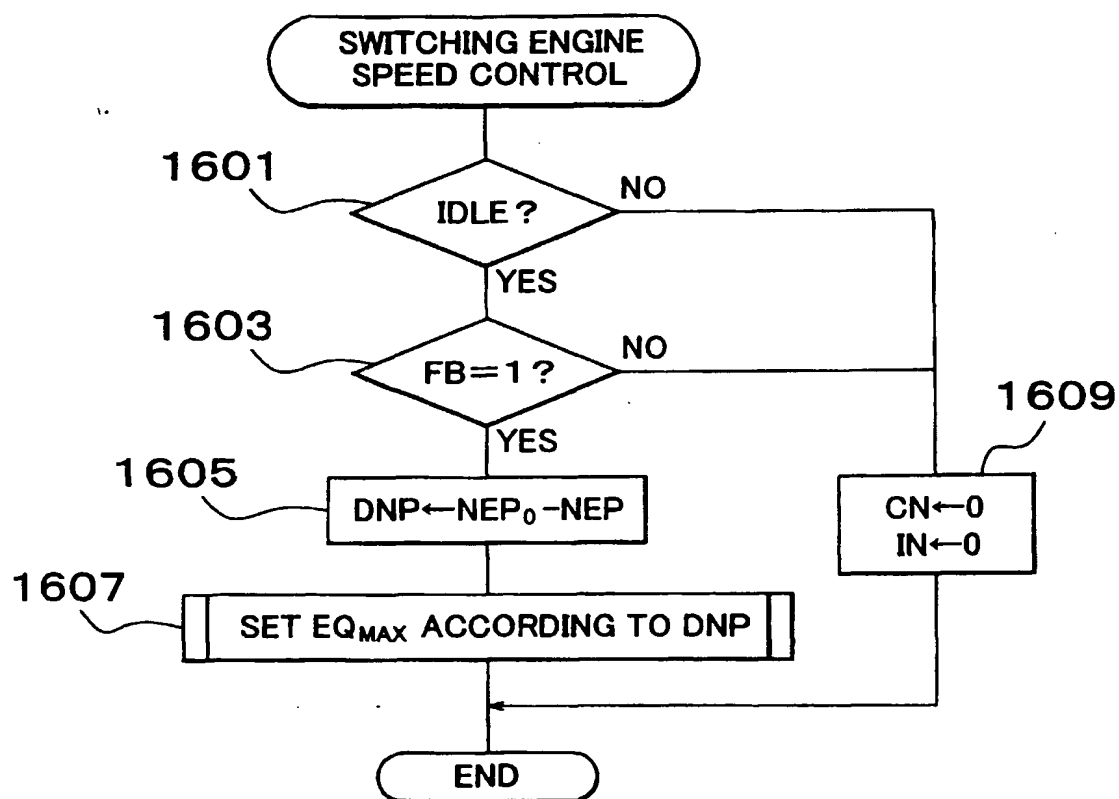 SWITCHING ENGINE
SPEED CONTROL
1601
IDLE?
NO
YES
1603
FB=1?
NO
YES
1605
DNP←NEP₀-NEP
1609
CN←0
IN←0
1607
SET EQMAX ACCORDING TO DNP
END